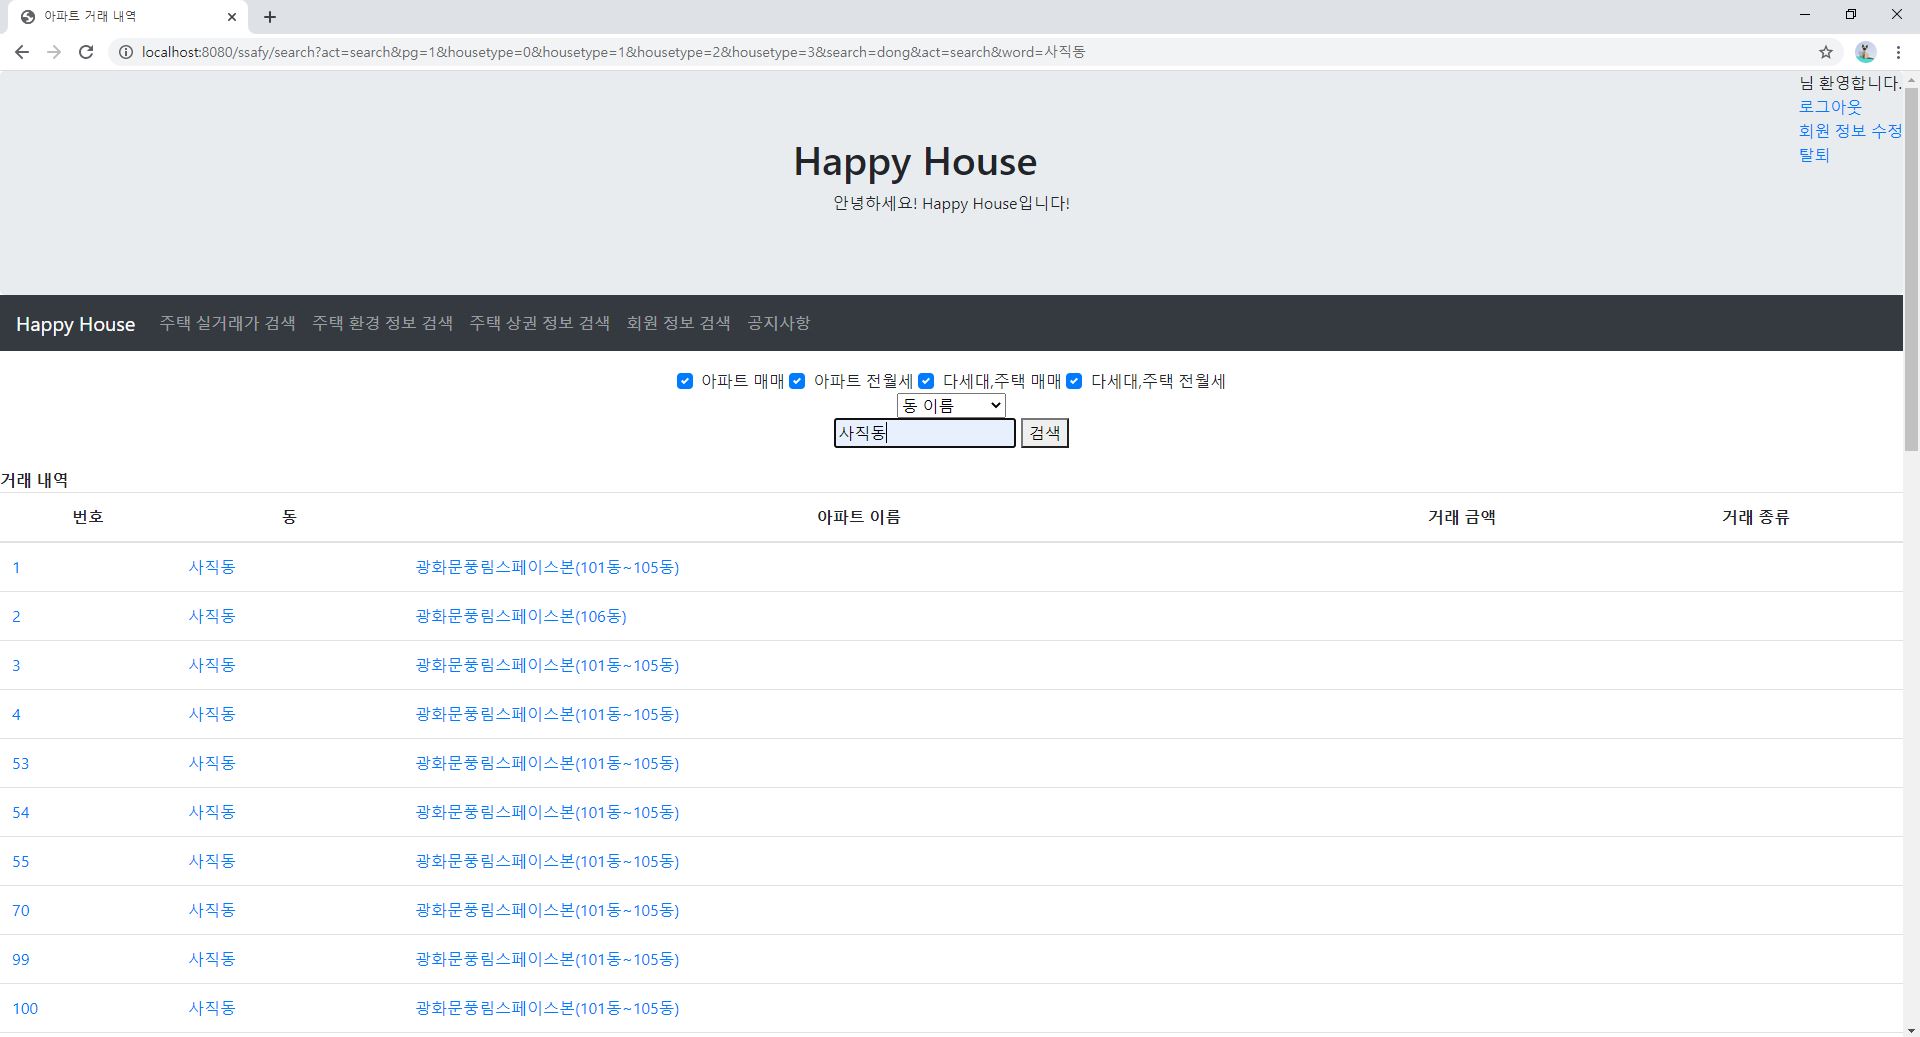 아파트 거래 내역
localhost:8080/ssafy/search?act=search&pg=1&housetype=0&housetype=1&housetype=2&housetype=3&search=dong&act=search&word=사직동
님 환영합니다.
로그아웃
회원 정보 수정
탈퇴
Happy House
안녕하세요! Happy House입니다!
Happy House 주택 실거래가 검색 주택 환경 정보 검색 주택 상권 정보 검색 회원 정보 검색 공지사항
아파트 매매 아파트 전월세 다세대,주택 매매 다세대,주택 전월세
동 이름
사직동 검색
거래 내역
번호 동 아파트 이름 거래 금액 거래 종류
1 사직동 광화문풍림스페이스본(101동~105동)
2 사직동 광화문풍림스페이스본(106동)
3 사직동 광화문풍림스페이스본(101동~105동)
4 사직동 광화문풍림스페이스본(101동~105동)
53 사직동 광화문풍림스페이스본(101동~105동)
54 사직동 광화문풍림스페이스본(101동~105동)
55 사직동 광화문풍림스페이스본(101동~105동)
70 사직동 광화문풍림스페이스본(101동~105동)
99 사직동 광화문풍림스페이스본(101동~105동)
100 사직동 광화문풍림스페이스본(101동~105동)